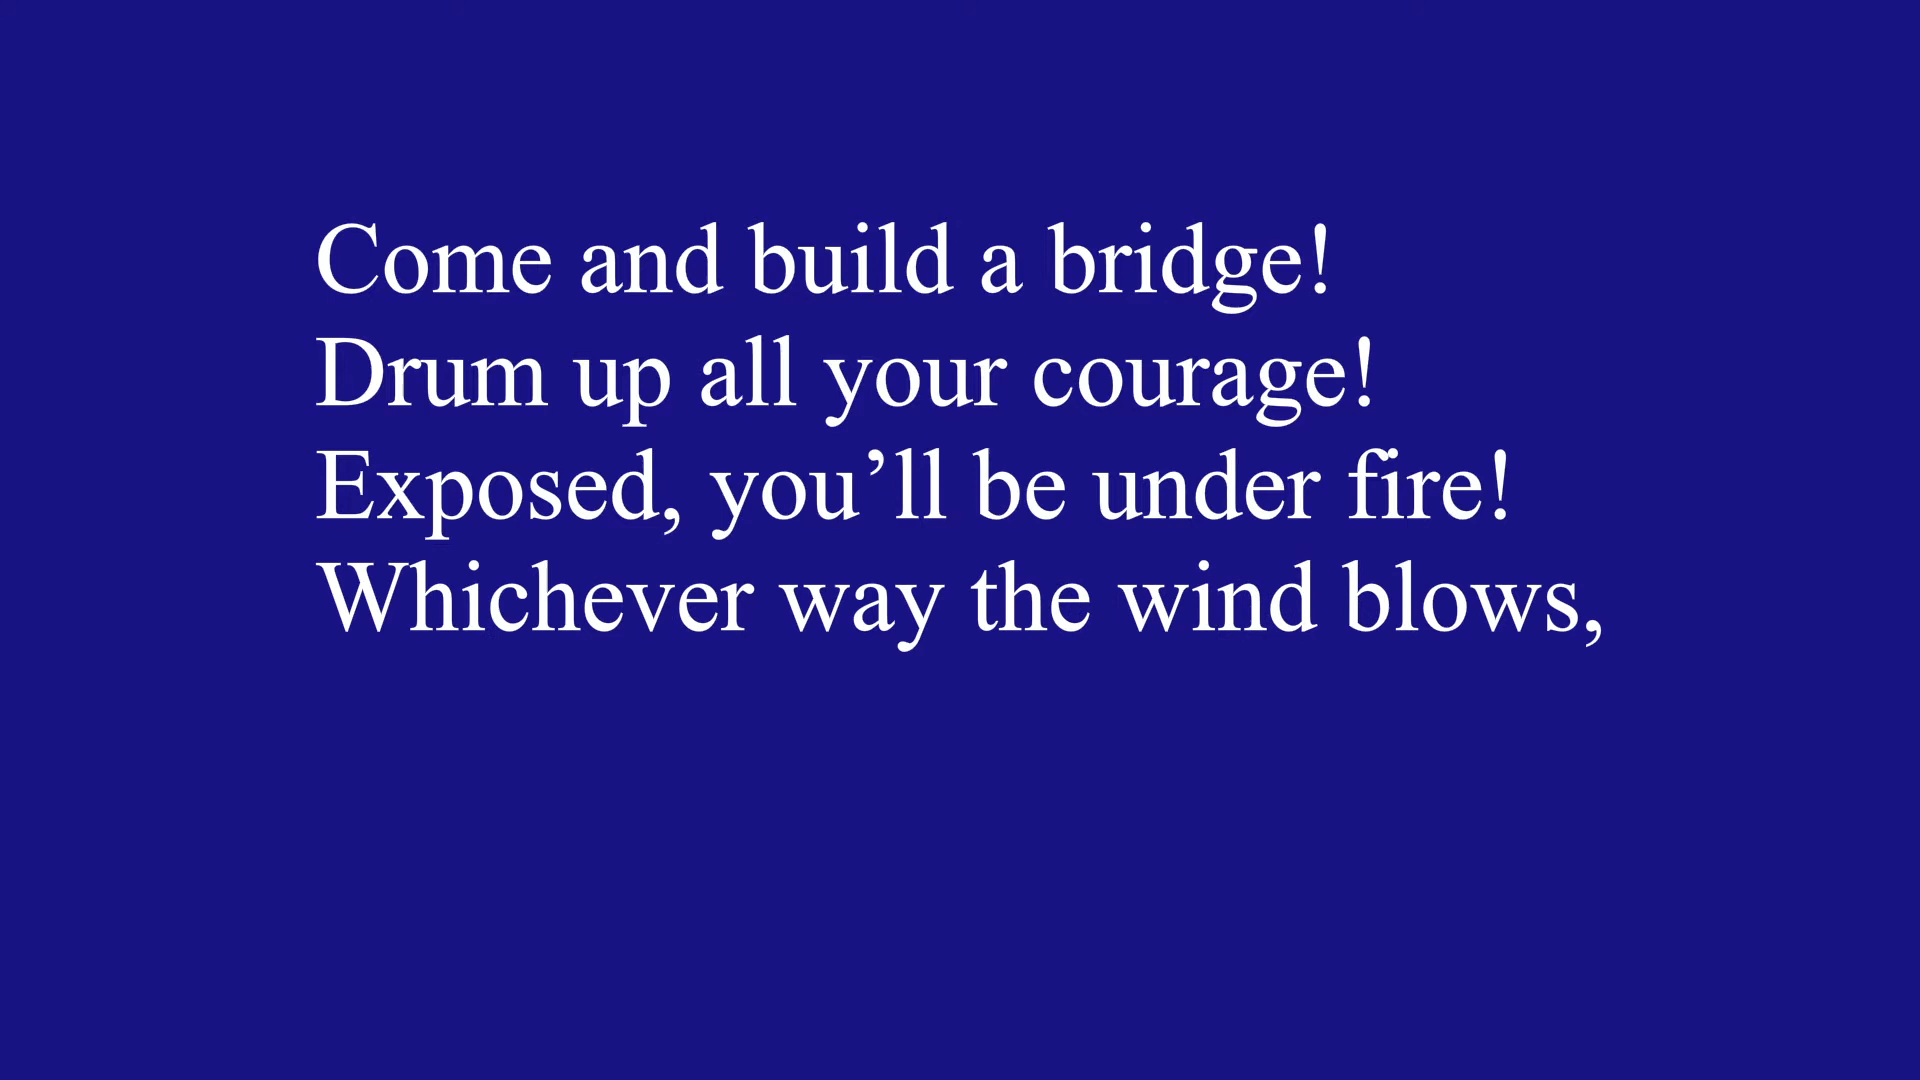 Come and build a bridge!
Drum up all your courage!
Exposed, you’ll be under fire!
Whichever way the wind blows,